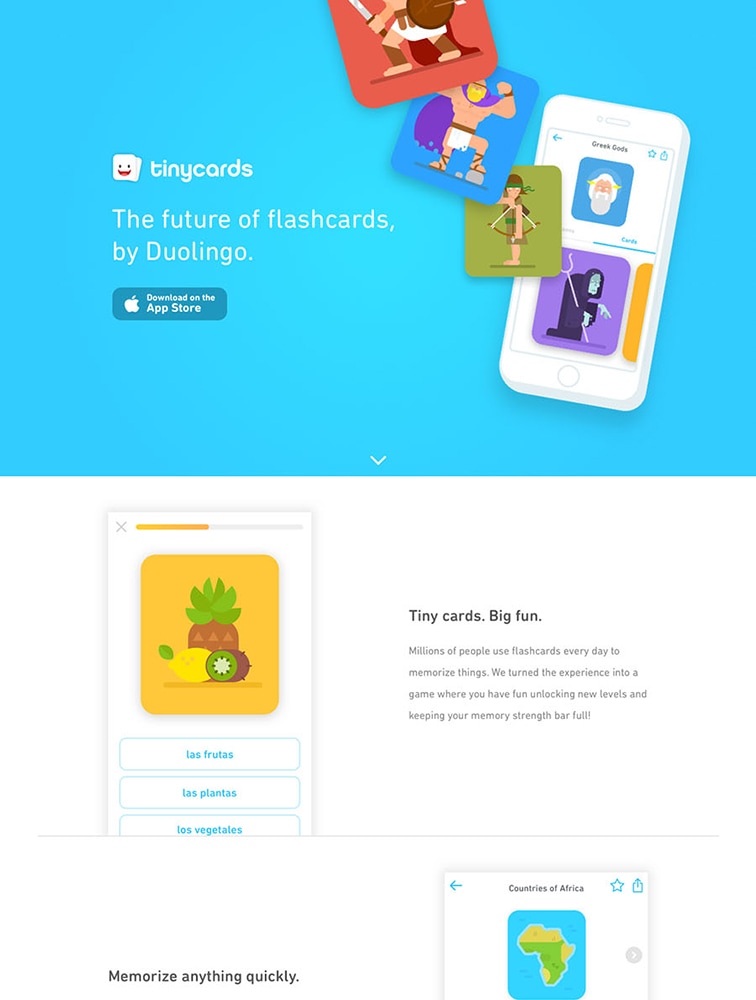 tinycards
The future of flashcards,
by Duolingo.
Download on the
App Store
Greek Gods
Cards
Tiny cards. Big fun.
Millions of people use flashcards every day to
memorize things. We turned the experience into a
game where you have fun unlocking new levels and
keeping your memory strength bar full!
las frutas
las plantas
los vegetales
Countries of Africa
Memorize anything quickly.